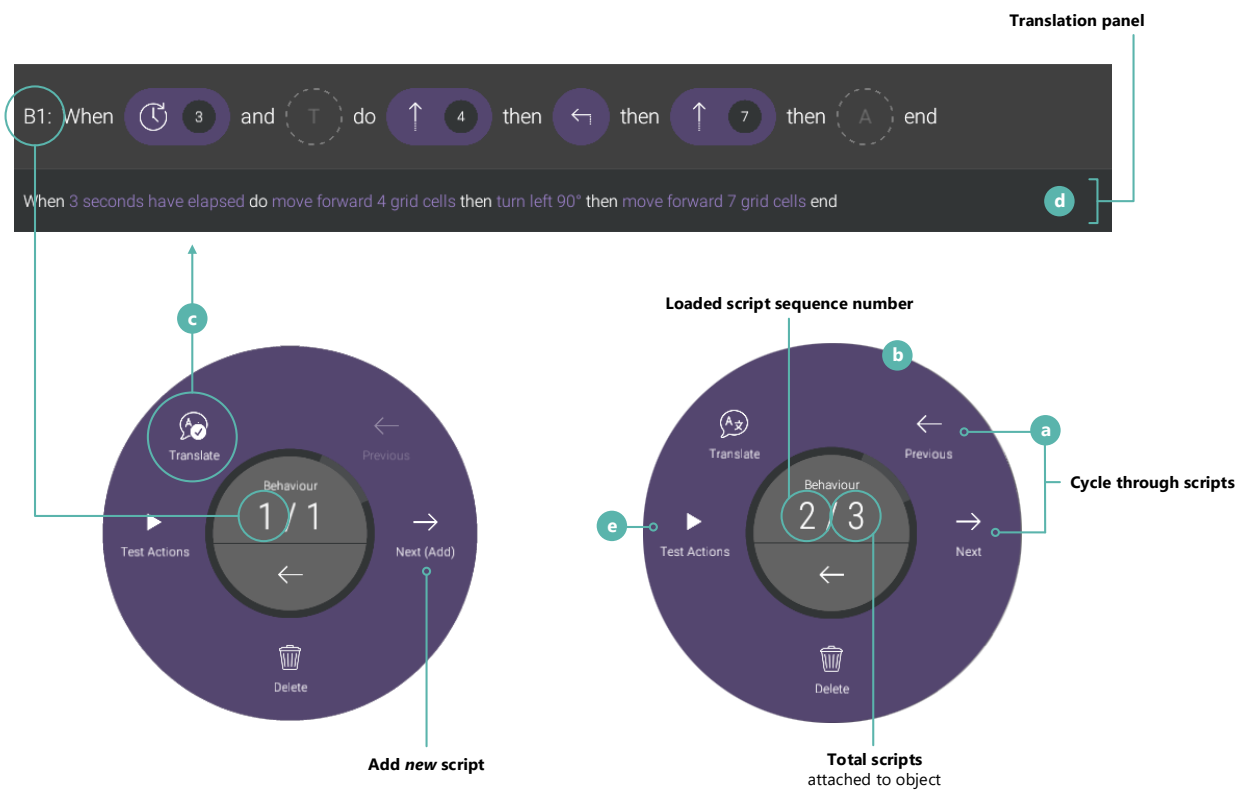 Translation panel
B1: When 3 and T do 4 then then 7 then A end
When 3 seconds have elapsed do move forward 4 grid cells then turn left 90° then move forward 7 grid cells end
d
c
Loaded script sequence number
b
a
Cycle through scripts
e
A
Translate
Previous
Behaviour
1 / 1
Test Actions
Next (Add)
Delete
Add new script
A 文
Translate
Previous
Behaviour
2 / 3
Test Actions
Next
Delete
Total scripts
attached to object